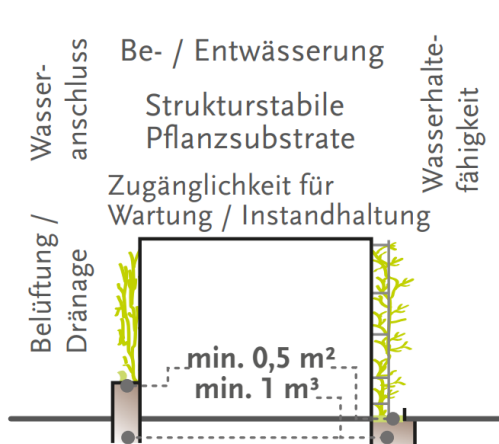 Wasser-
anschluss
Be- / Entwässerung
Wasserhalte-
fähigkeit
Strukturstabile
Pflanzsubstrate
Zugänglichkeit für
Wartung / Instandhaltung
Belüftung /
Dränage
min. 0,5 m²
min. 1 m³